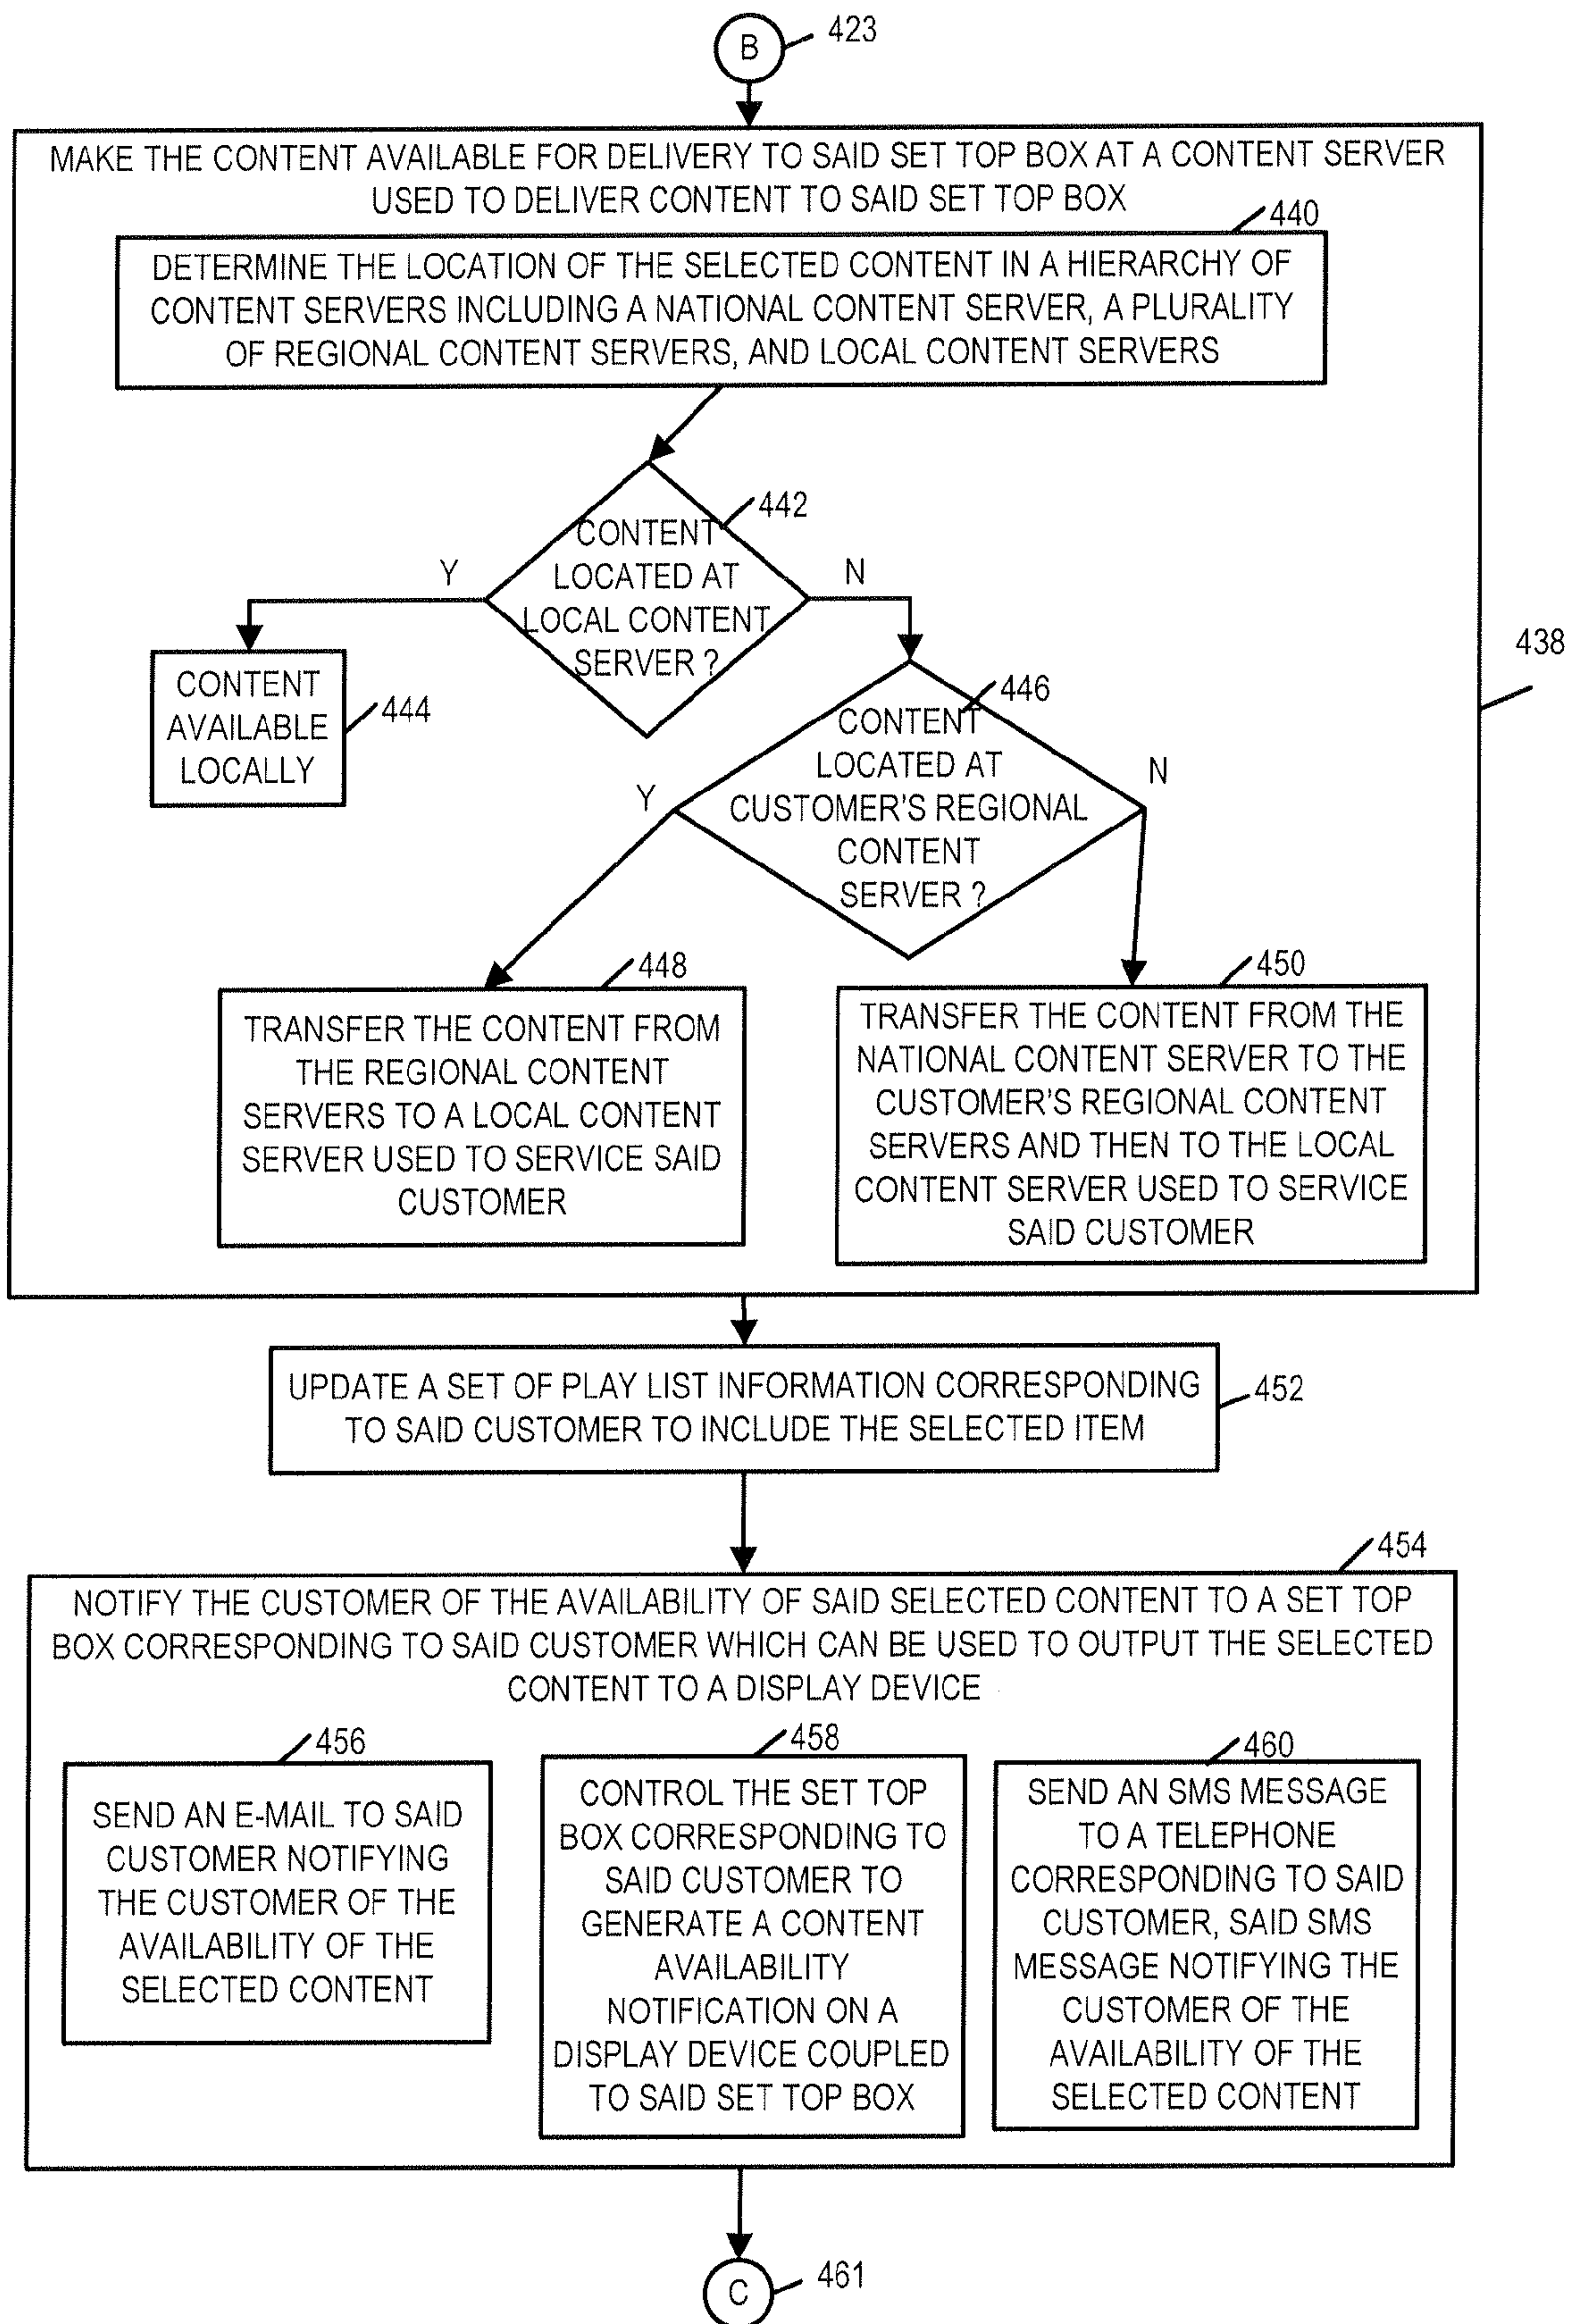 B
423
MAKE THE CONTENT AVAILABLE FOR DELIVERY TO SAID SET TOP BOX AT A CONTENT SERVER
USED TO DELIVER CONTENT TO SAID SET TOP BOX
440
DETERMINE THE LOCATION OF THE SELECTED CONTENT IN A HIERARCHY OF
CONTENT SERVERS INCLUDING A NATIONAL CONTENT SERVER, A PLURALITY
OF REGIONAL CONTENT SERVERS, AND LOCAL CONTENT SERVERS
442
CONTENT
LOCATED AT
LOCAL CONTENT
SERVER ?
Y
N
438
CONTENT
AVAILABLE
LOCALLY
444
446
CONTENT
LOCATED AT
CUSTOMER'S REGIONAL
CONTENT
SERVER ?
Y
N
448
TRANSFER THE CONTENT FROM
THE REGIONAL CONTENT
SERVERS TO A LOCAL CONTENT
SERVER USED TO SERVICE SAID
CUSTOMER
450
TRANSFER THE CONTENT FROM THE
NATIONAL CONTENT SERVER TO THE
CUSTOMER'S REGIONAL CONTENT
SERVERS AND THEN TO THE LOCAL
CONTENT SERVER USED TO SERVICE
SAID CUSTOMER
UPDATE A SET OF PLAY LIST INFORMATION CORRESPONDING
TO SAID CUSTOMER TO INCLUDE THE SELECTED ITEM
452
454
NOTIFY THE CUSTOMER OF THE AVAILABILITY OF SAID SELECTED CONTENT TO A SET TOP
BOX CORRESPONDING TO SAID CUSTOMER WHICH CAN BE USED TO OUTPUT THE SELECTED
CONTENT TO A DISPLAY DEVICE
456
SEND AN E-MAIL TO SAID
CUSTOMER NOTIFYING
THE CUSTOMER OF THE
AVAILABILITY OF THE
SELECTED CONTENT
458
CONTROL THE SET TOP
BOX CORRESPONDING TO
SAID CUSTOMER TO
GENERATE A CONTENT
AVAILABILITY
NOTIFICATION ON A
DISPLAY DEVICE COUPLED
TO SAID SET TOP BOX
460
SEND AN SMS MESSAGE
TO A TELEPHONE
CORRESPONDING TO SAID
CUSTOMER, SAID SMS
MESSAGE NOTIFYING THE
CUSTOMER OF THE
AVAILABILITY OF THE
SELECTED CONTENT
C
461